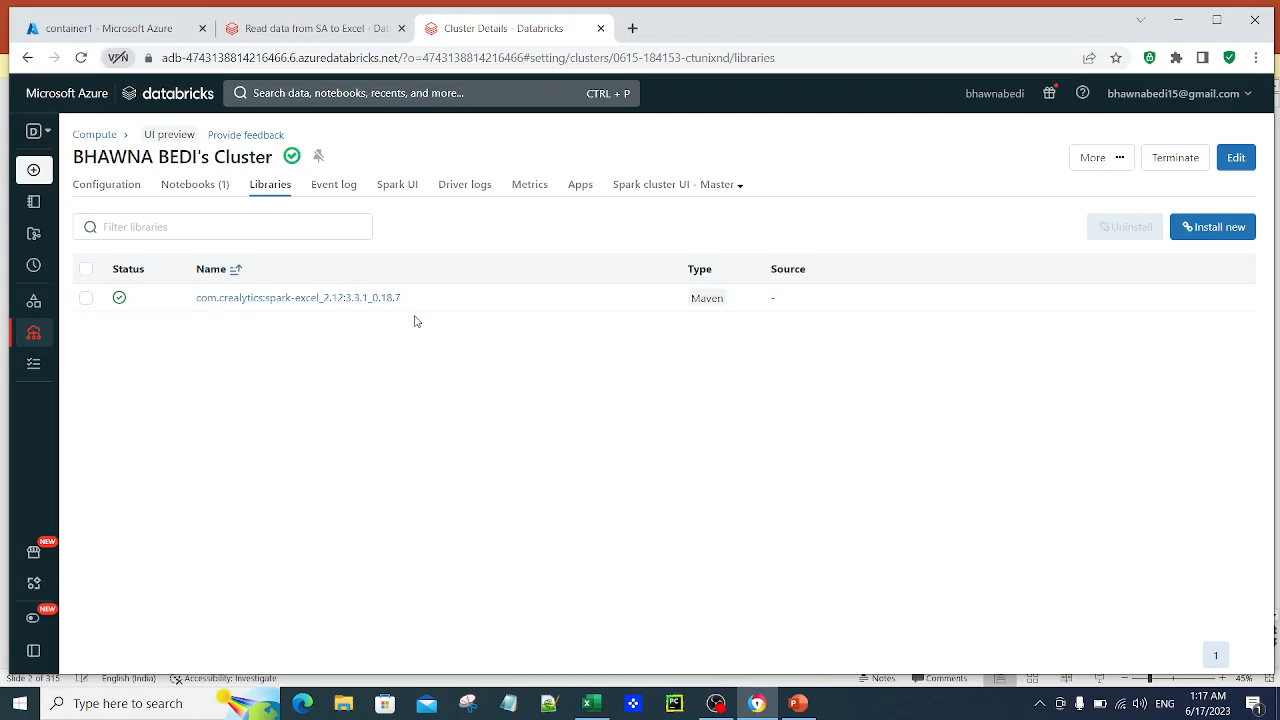 container1 - Microsoft Azure
Read data from SA to Excel - Dat
Cluster Details - Databricks
VPN
adb-4743138814216466.6.azuredatabricks.net/?o=4743138814216466#setting/clusters/0615-184153-ctunixnd/libraries
Microsoft Azure databricks
Search data, notebooks, recents, and more... CTRL + P
bhawnabedi
bhawnabedi15@gmail.com
D
Compute > UI preview Provide feedback
BHAWNA BEDI's Cluster
More ··· Terminate Edit
Configuration Notebooks (1) Libraries Event log Spark UI Driver logs Metrics Apps Spark cluster UI - Master
Filter libraries
Uninstall Install new
Status Name Type Source
com.crealytics:spark-excel_2.12:3.3.1_0.18.7 Maven -
NEW
NEW
1
Slide 2 of 315 English (India) Accessibility: Investigate Notes Comments 45%
Type here to search
ENG
1:17 AM
6/17/2023